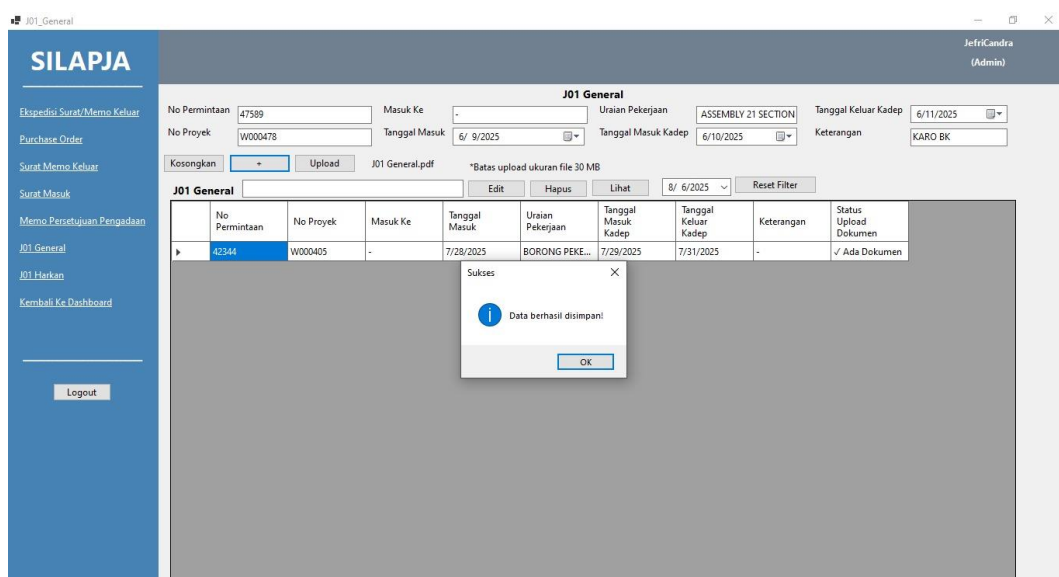 J01_General
SILAPJA
JefriCandra
(Admin)
Ekspedisi Surat/Memo Keluar
Purchase Order
Surat Memo Keluar
Surat Masuk
Memo Persetujuan Pengadaan
J01 General
J01 Harkan
Kembali Ke Dashboard
Logout
J01 General
No Permintaan 47589 Masuk Ke - Uraian Pekerjaan ASSEMBLY 21 SECTION Tanggal Keluar Kadep 6/11/2025
No Proyek W000478 Tanggal Masuk 6/ 9/2025 Tanggal Masuk Kadep 6/10/2025 Keterangan KARO BK
Kosongkan + Upload J01 General.pdf *Batas upload ukuran file 30 MB
J01 General Edit Hapus Lihat 8/ 6/2025 Reset Filter
No Permintaan No Proyek Masuk Ke Tanggal Masuk Uraian Pekerjaan Tanggal Masuk Kadep Tanggal Keluar Kadep Keterangan Status Upload Dokumen
42344 W000405 - 7/28/2025 BORONG PEKE... 7/29/2025 7/31/2025 - ✓ Ada Dokumen
Sukses
Data berhasil disimpan!
OK